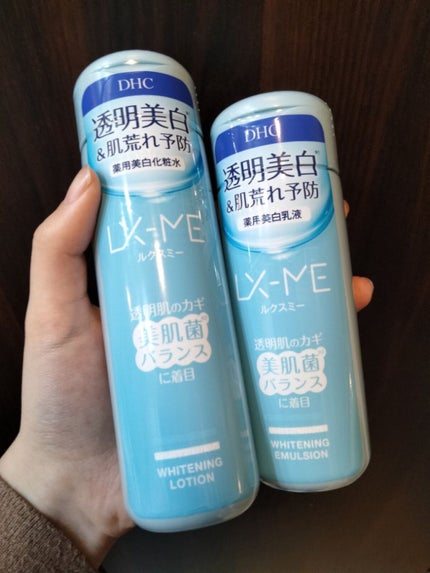 DHC
透明美白
&肌荒れ予防
薬用美白化粧水
LX-ME
ルクスミー
透明肌のカギ
美肌菌
バランス
に着目
WHITENING
LOTION
DHC
透明美白
&肌荒れ予防
薬用美白乳液
LX-ME
ルクスミー
透明肌のカギ
美肌菌
バランス
に着目
WHITENING
EMULSION